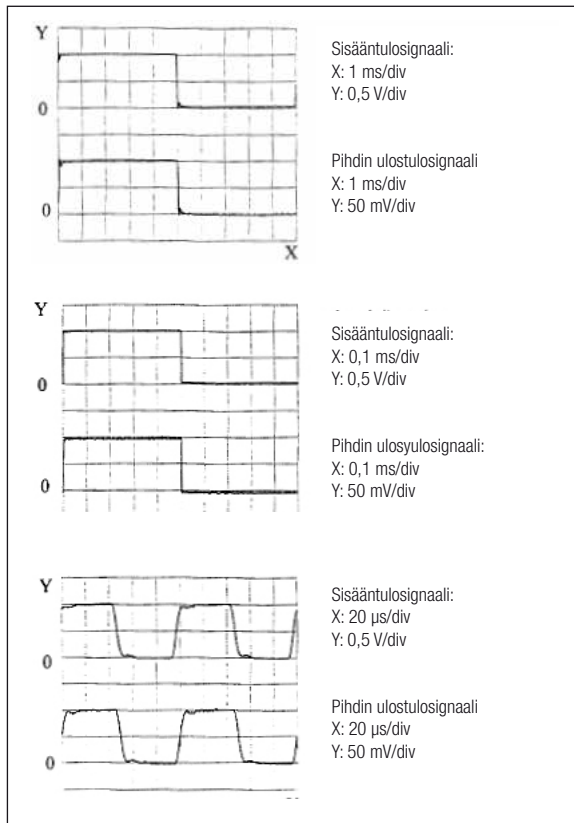 Y
Sisääntulosignaali:
X: 1 ms/div
Y: 0,5 V/div
0
Pihdin ulostulosignaali
X: 1 ms/div
Y: 50 mV/div
0
X
Y
Sisääntulosignaali:
X: 0,1 ms/div
Y: 0,5 V/div
0
Pihdin ulosyulosignaali:
X: 0,1 ms/div
Y: 50 mV/div
0
Y
Sisääntulosignaali:
X: 20 µs/div
Y: 0,5 V/div
0
Pihdin ulostulosignaali
X: 20 µs/div
Y: 50 mV/div
0